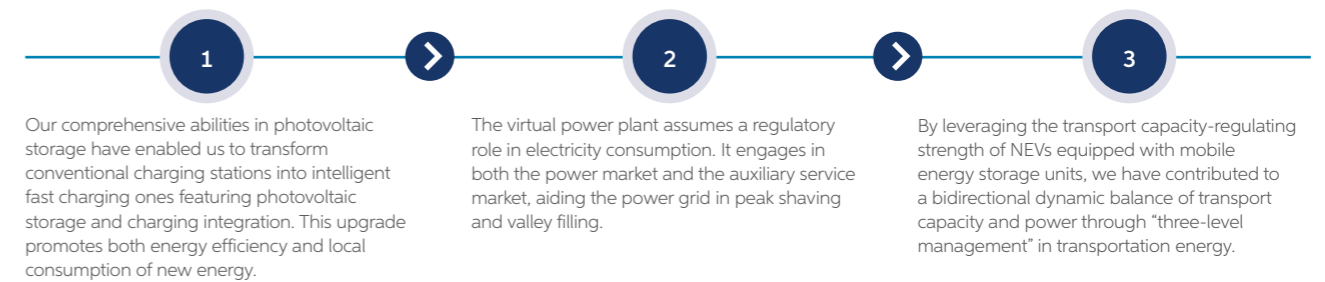 1
Our comprehensive abilities in photovoltaic
storage have enabled us to transform
conventional charging stations into intelligent
fast charging ones featuring photovoltaic
storage and charging integration. This upgrade
promotes both energy efficiency and local
consumption of new energy.
2
The virtual power plant assumes a regulatory
role in electricity consumption. It engages in
both the power market and the auxiliary service
market, aiding the power grid in peak shaving
and valley filling.
3
By leveraging the transport capacity-regulating
strength of NEVs equipped with mobile
energy storage units, we have contributed to
a bidirectional dynamic balance of transport
capacity and power through “three-level
management” in transportation energy.